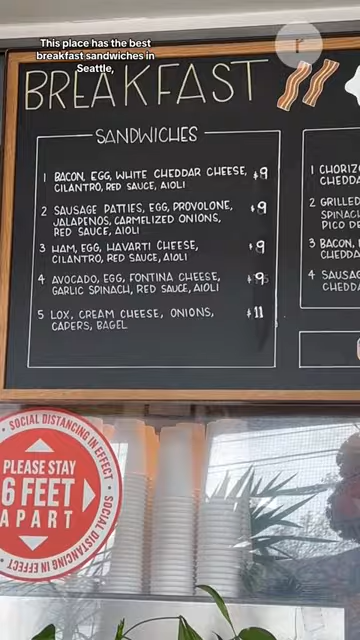 This place has the best
breakfast sandwiches in
Seattle,
BREAKFAST
SANDWICHES
1 BACON, EGG, WHITE CHEDDAR CHEESE, $9
CILANTRO, RED SAUCE, AIOLI
2 SAUSAGE PATTIES, EGG, PROVOLONE, $9
JALAPENOS, CARMELIZED ONIONS,
RED SAUCE, AIOLI
3 HAM, EGG, HAVARTI CHEESE, $9
CILANTRO, RED SAUCE, AIOLI
4 AVOCADO, EGG, FONTINA CHEESE, $9
GARLIC SPINACH, RED SAUCE, AIOLI
5 LOX, CREAM CHEESE, ONIONS, $11
CAPERS, BAGEL
1 CHORIZ
CHEDDA
2 GRILLED
SPINAC
PICO DE
3 BACON,
CHEDDA
4 SAUSAG
CHEDDA
SOCIAL DISTANCING IN EFFECT
PLEASE STAY
6 FEET
APART
SOCIAL DISTANCING IN EFFECT